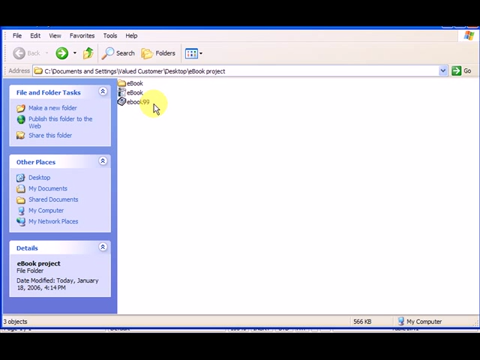 File Edit View Favorites Tools Help
Back Search Folders
Address C:\Documents and Settings\Valued Customer\Desktop\eBook project Go
File and Folder Tasks
Make a new folder
Publish this folder to the
Web
Share this folder
Other Places
Desktop
My Documents
Shared Documents
My Computer
My Network Places
Details
eBook project
File Folder
Date Modified: Today, January
18, 2006, 4:14 PM
eBook
eBook
ebook99
3 objects 566 KB My Computer